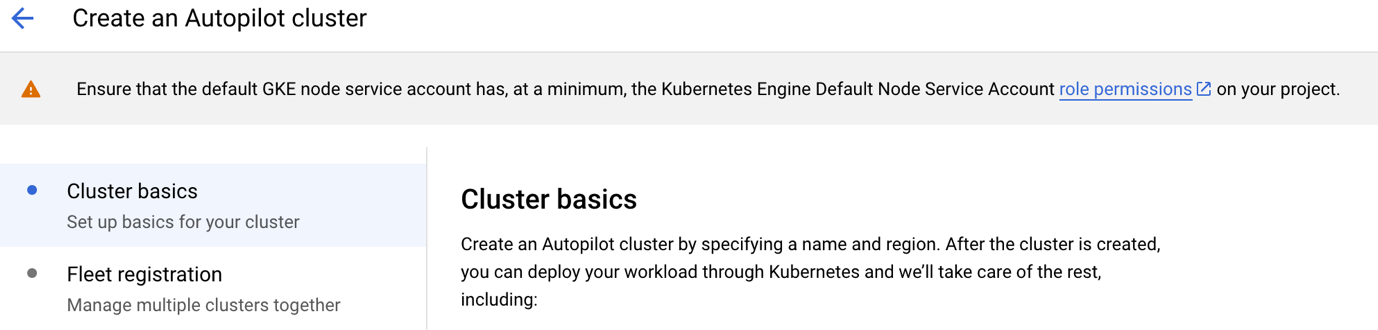 Create an Autopilot cluster
Ensure that the default GKE node service account has, at a minimum, the Kubernetes Engine Default Node Service Account role permissions on your project.
Cluster basics
Set up basics for your cluster
Fleet registration
Manage multiple clusters together
Cluster basics
Create an Autopilot cluster by specifying a name and region. After the cluster is created,
you can deploy your workload through Kubernetes and we’ll take care of the rest,
including: